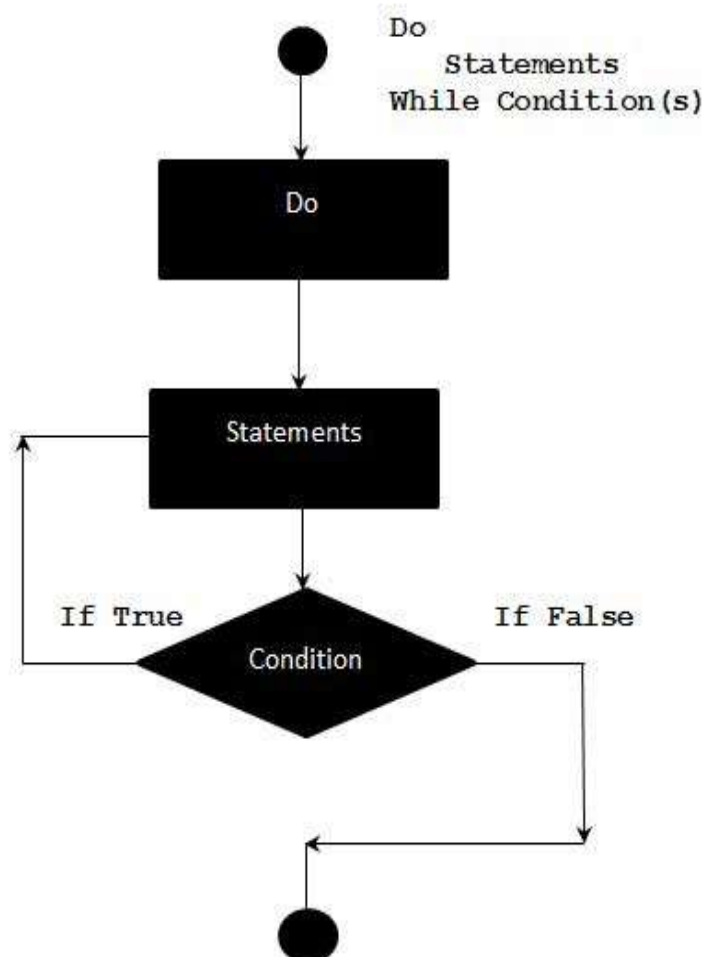 Do
Statements
While Condition(s)
Do
Statements
If True
If False
Condition